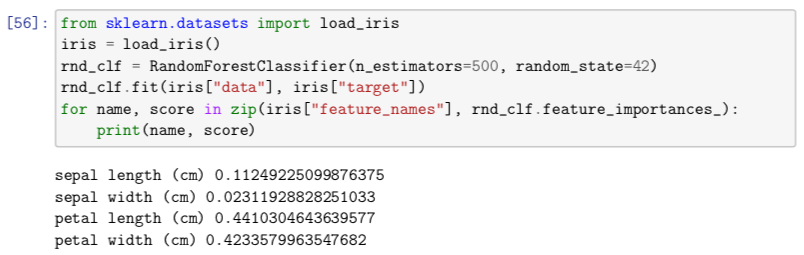 [56]: from sklearn.datasets import load_iris
iris = load_iris()
rnd_clf = RandomForestClassifier(n_estimators=500, random_state=42)
rnd_clf.fit(iris["data"], iris["target"])
for name, score in zip(iris["feature_names"], rnd_clf.feature_importances_):
    print(name, score)
sepal length (cm) 0.11249225099876375
sepal width (cm) 0.02311928828251033
petal length (cm) 0.4410304643639577
petal width (cm) 0.4233579963547682